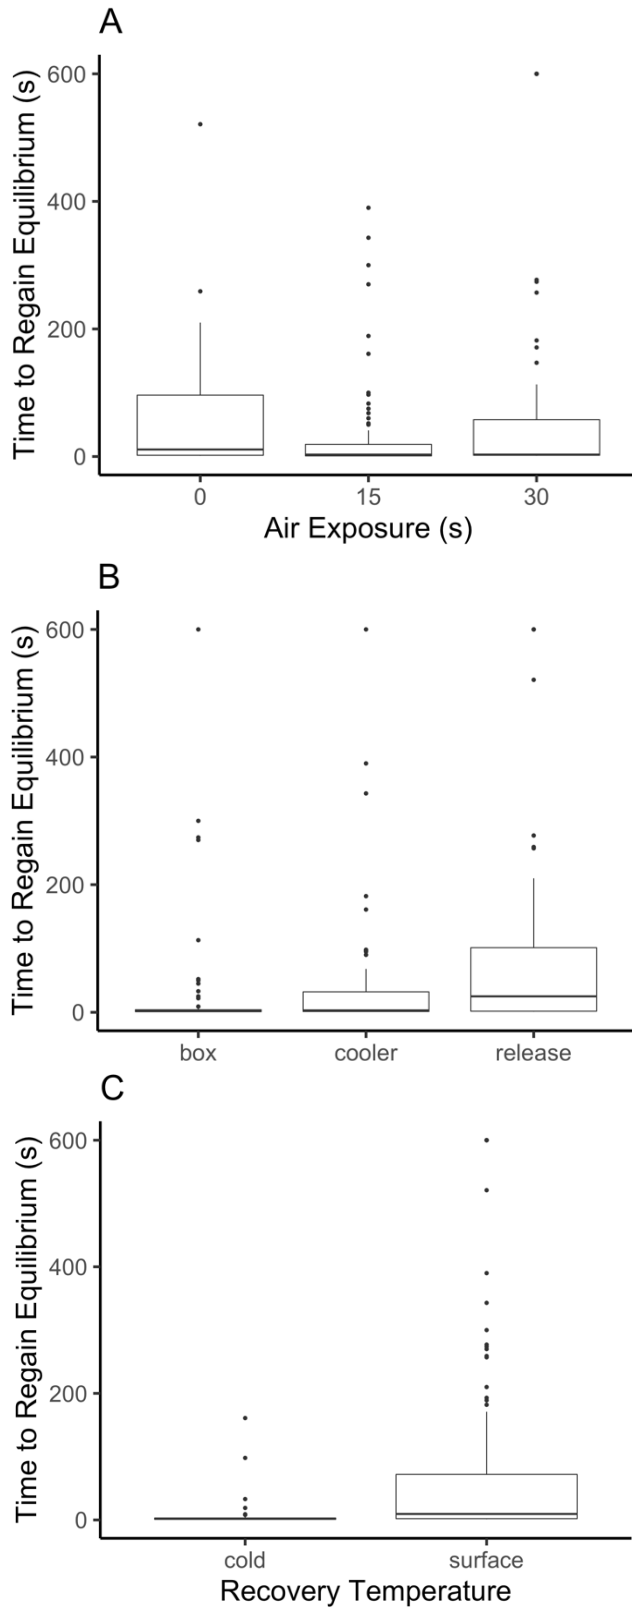 A
Time to Regain Equilibrium (s)
600
400
200
0
0 15 30
Air Exposure (s)
B
Time to Regain Equilibrium (s)
600
400
200
0
box cooler release
C
Time to Regain Equilibrium (s)
600
400
200
0
cold surface
Recovery Temperature